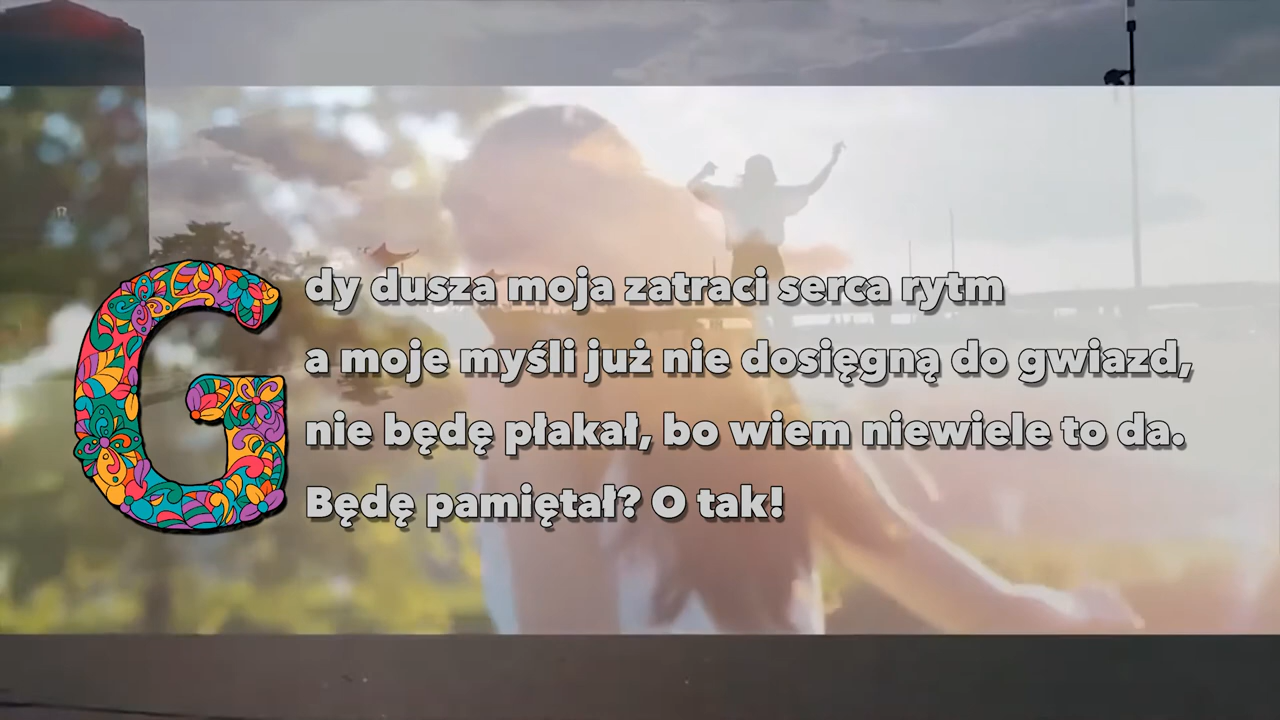 Gdy dusza moja zatraci serca rytm
a moje myśli już nie dosięgną do gwiazd,
nie będę płakał, bo wiem niewiele to da.
Będę pamiętał? O tak!